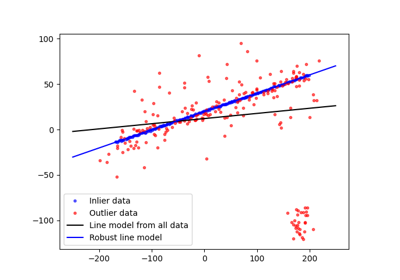 100
50
0
−50
−100
Inlier data
Outlier data
Line model from all data
Robust line model
−200
−100
0
100
200